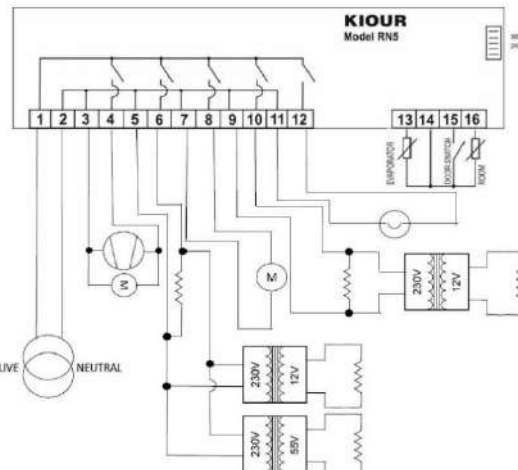 KIOUR
Model RN5
1 2 3 4 5 6 7 8 9 10 11 12
13 14 15 16
EVAPORATOR
DOOR SWITCH
ROOM
M
M
230V
12V
LIVE
NEUTRAL
230V
12V
230V
55V